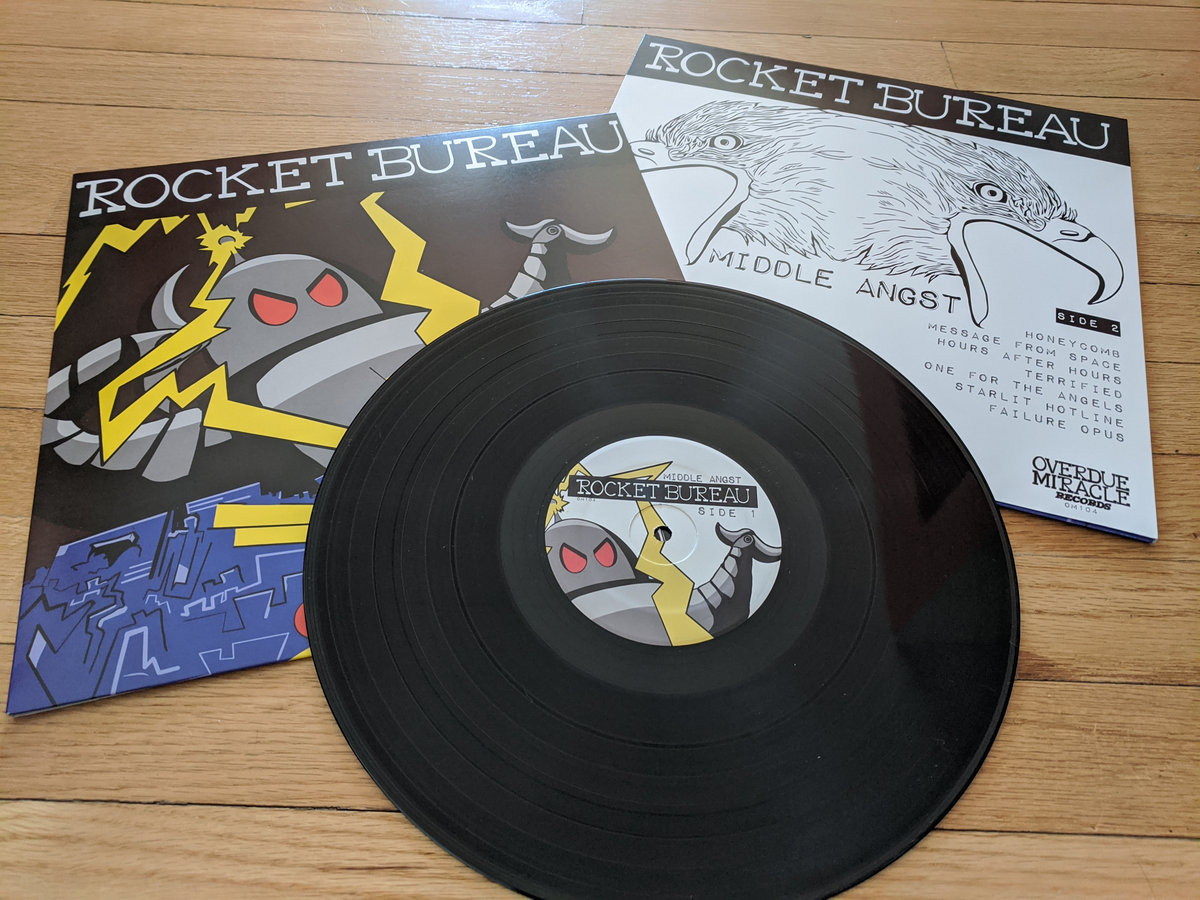 ROCKET BUREAU
ROCKET BUREAU
MIDDLE ANGST
SIDE 2
HONEYCOMB
MESSAGE FROM SPACE
HOURS AFTER HOURS
TERRIFIED
ONE FOR THE ANGELS
STARLIT HOTLINE
FAILURE OPUS
OVERDUE
MIRACLE
RECORDS
OM104
MIDDLE ANGST
ROCKET BUREAU
OM104
SIDE 1